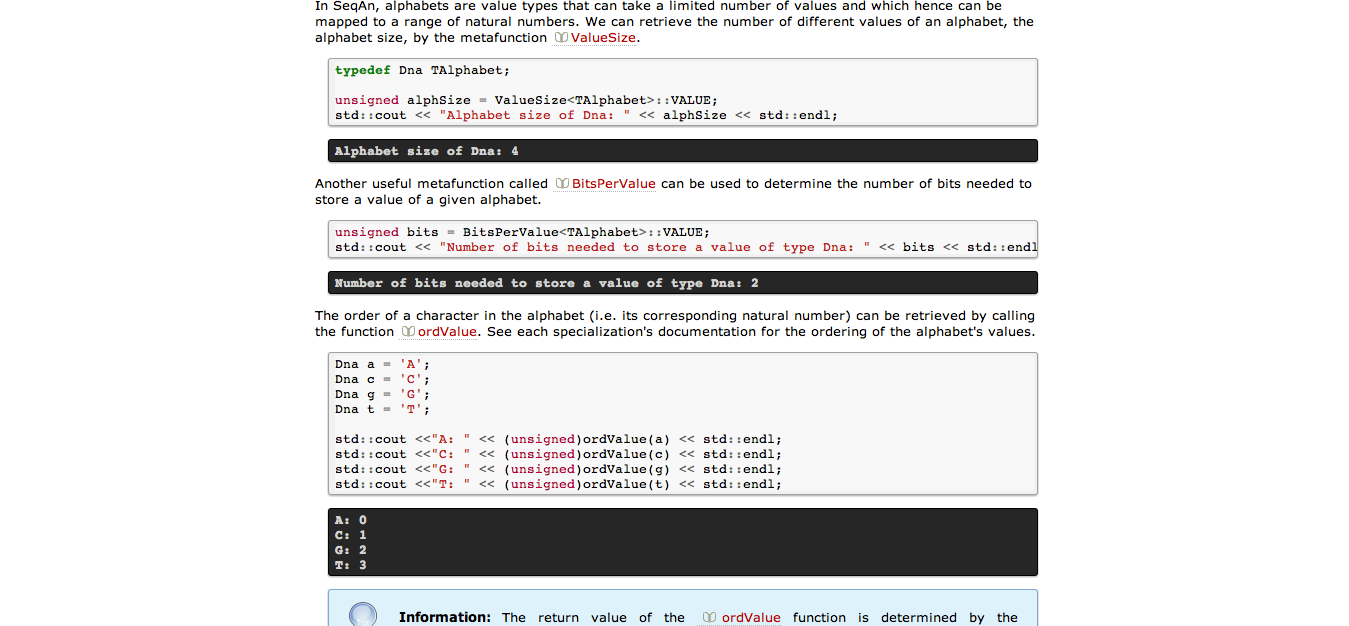 In SeqAn, alphabets are value types that can take a limited number of values and which hence can be
mapped to a range of natural numbers. We can retrieve the number of different values of an alphabet, the
alphabet size, by the metafunction ValueSize.
typedef Dna TAlphabet;
unsigned alphSize = ValueSize<TAlphabet>::VALUE;
std::cout << "Alphabet size of Dna: " << alphSize << std::endl;
Alphabet size of Dna: 4
Another useful metafunction called BitsPerValue can be used to determine the number of bits needed to
store a value of a given alphabet.
unsigned bits = BitsPerValue<TAlphabet>::VALUE;
std::cout << "Number of bits needed to store a value of type Dna: " << bits << std::endl
Number of bits needed to store a value of type Dna: 2
The order of a character in the alphabet (i.e. its corresponding natural number) can be retrieved by calling
the function ordValue. See each specialization's documentation for the ordering of the alphabet's values.
Dna a = 'A';
Dna c = 'C';
Dna g = 'G';
Dna t = 'T';
std::cout <<"A: " << (unsigned)ordValue(a) << std::endl;
std::cout <<"C: " << (unsigned)ordValue(c) << std::endl;
std::cout <<"G: " << (unsigned)ordValue(g) << std::endl;
std::cout <<"T: " << (unsigned)ordValue(t) << std::endl;
A: 0
C: 1
G: 2
T: 3
Information: The return value of the ordValue function is determined by the